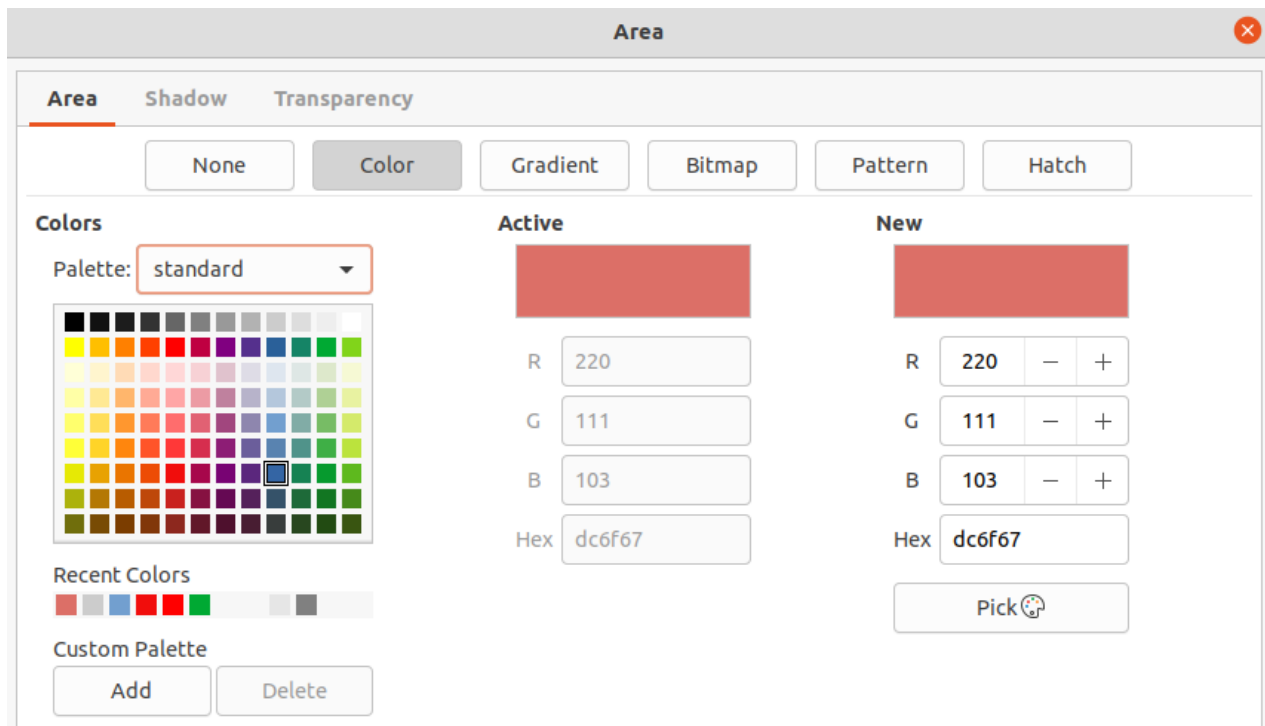 Area
Area Shadow Transparency
None Color Gradient Bitmap Pattern Hatch
Colors Active New
Palette: standard
R 220 R 220 − +
G 111 G 111 − +
B 103 B 103 − +
Hex dc6f67 Hex dc6f67
Recent Colors
Pick
Custom Palette
Add Delete